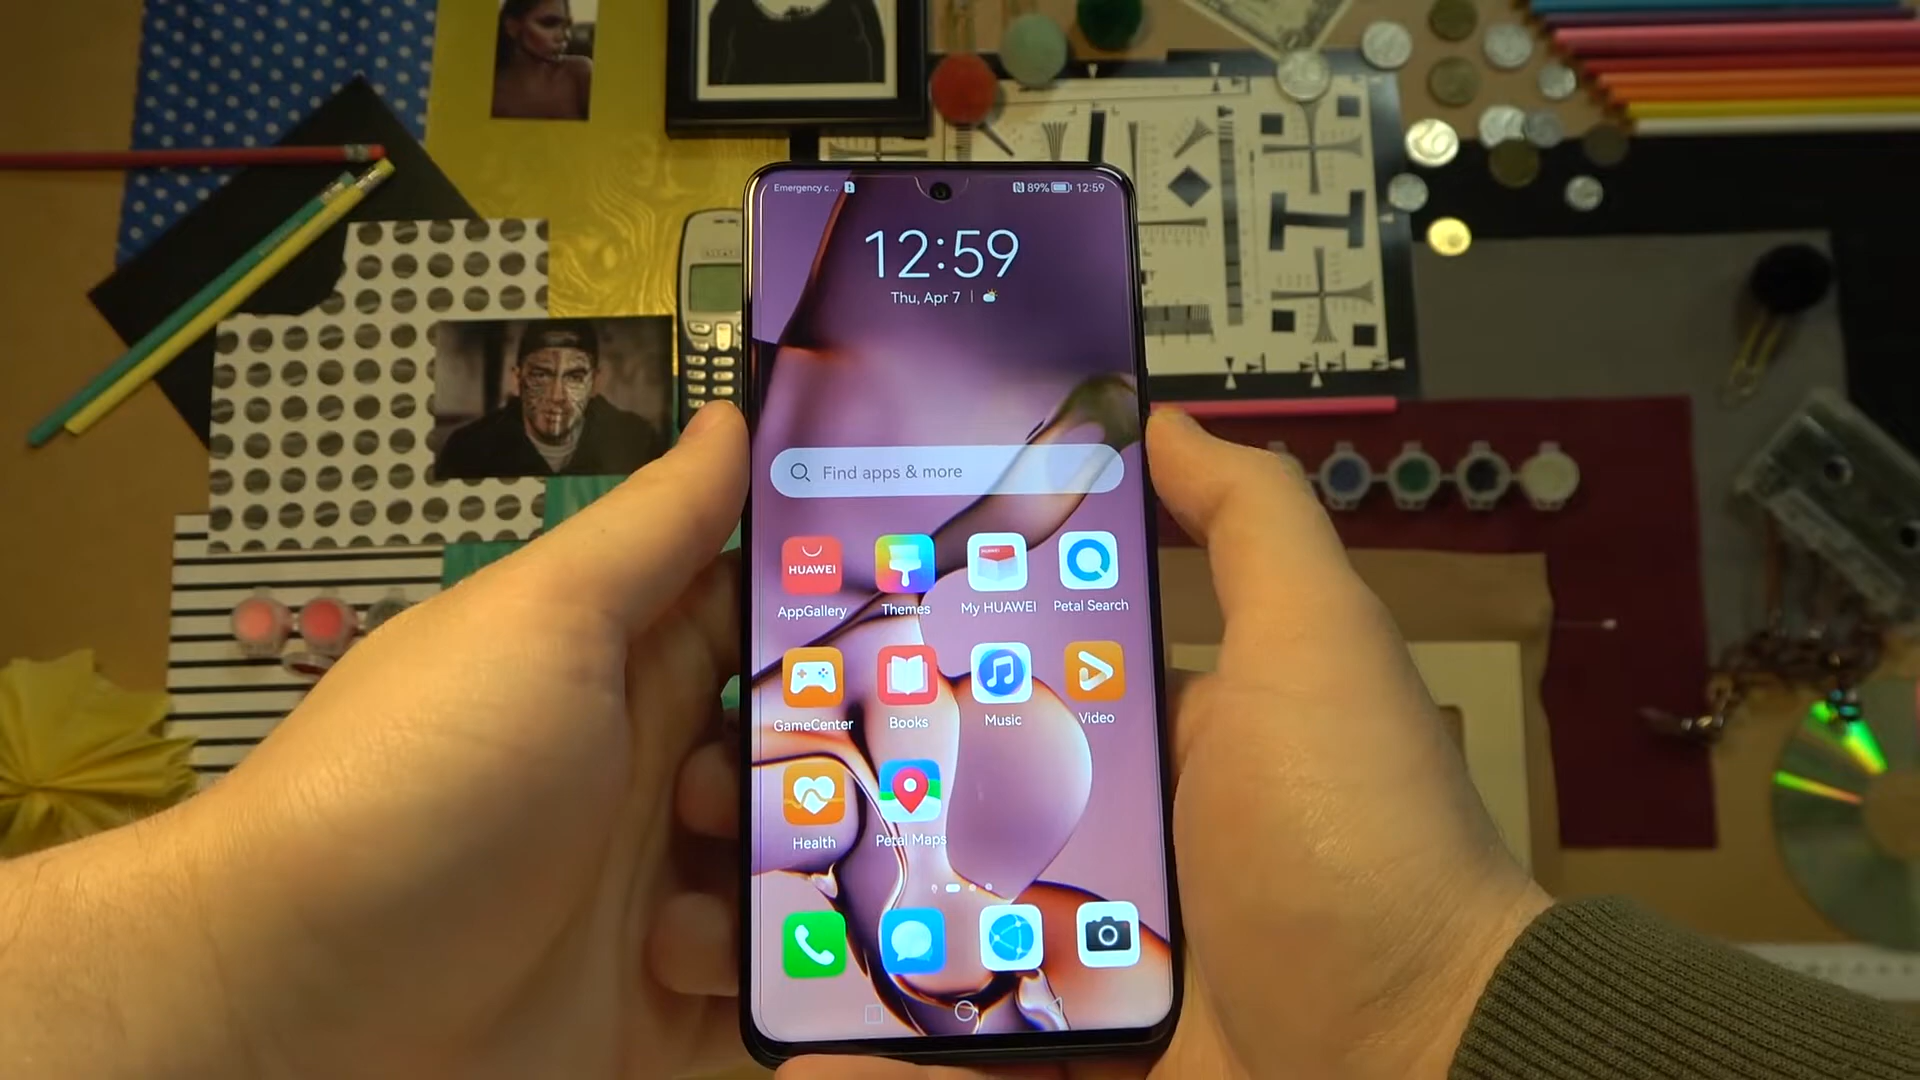 Emergency c... 89% 12:59
12:59
Thu, Apr 7
Find apps & more
HUAWEI HUAWEI
AppGallery Themes My HUAWEI Petal Search
GameCenter Books Music Video
Health Petal Maps